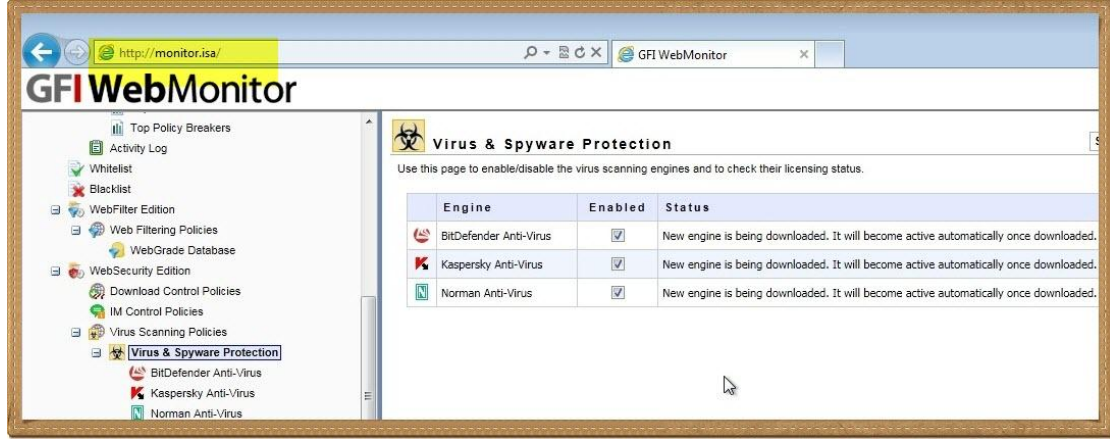 http://monitor.isa/
GFI WebMonitor
GFI WebMonitor
Top Policy Breakers
Activity Log
Whitelist
Blacklist
WebFilter Edition
Web Filtering Policies
WebGrade Database
WebSecurity Edition
Download Control Policies
IM Control Policies
Virus Scanning Policies
Virus & Spyware Protection
BitDefender Anti-Virus
Kaspersky Anti-Virus
Norman Anti-Virus
Virus & Spyware Protection
Use this page to enable/disable the virus scanning engines and to check their licensing status.
Engine Enabled Status
BitDefender Anti-Virus New engine is being downloaded. It will become active automatically once downloaded.
Kaspersky Anti-Virus New engine is being downloaded. It will become active automatically once downloaded.
Norman Anti-Virus New engine is being downloaded. It will become active automatically once downloaded.